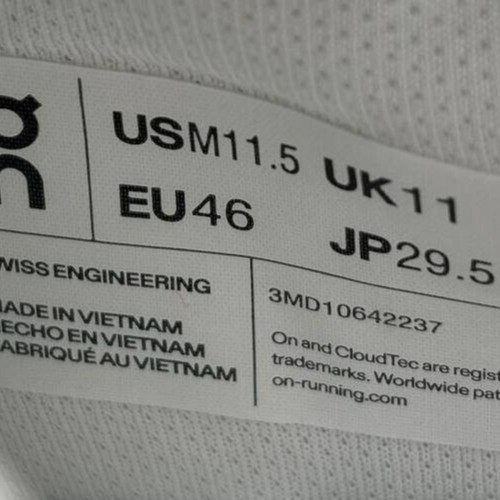 USM11.5 UK11
EU46 JP29.5
WISS ENGINEERING
MADE IN VIETNAM
ECHO EN VIETNAM
ABRIQUÉ AU VIETNAM
3MD10642237
On and CloudTec are regist
trademarks. Worldwide pat
on-running.com